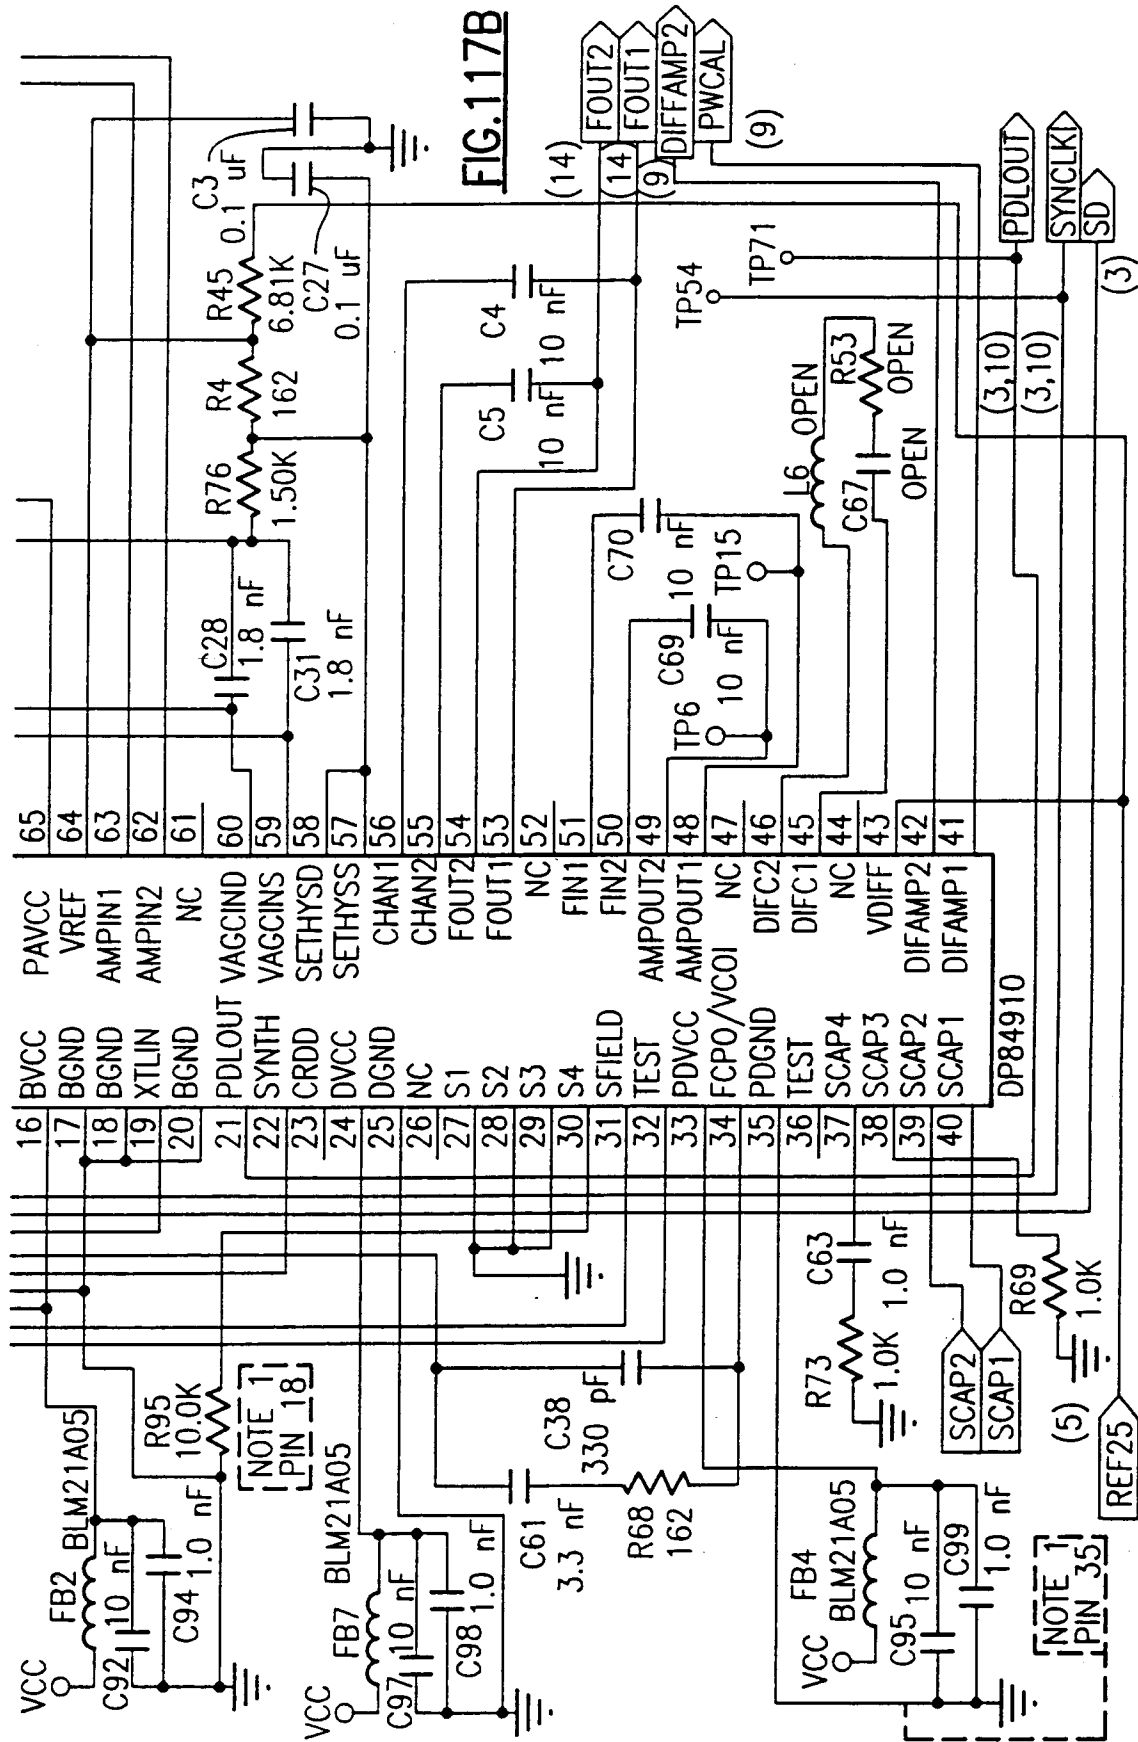 FIG.117B
VCC
FB2
BLM21A05
C92
10 nF
C94
1.0 nF
R95
10.0K
NOTE 1
PIN 18
VCC
FB7
BLM21A05
C97
10 nF
C98
1.0 nF
C61
3.3 nF
C38
330 pF
R68
162
VCC
FB4
BLM21A05
C95
10 nF
C99
1.0 nF
NOTE 1
PIN 35
R73
1.0K
C63
1.0 nF
R69
1.0K
SCAP2
SCAP1
(5)
REF25
16 BVCC
17 BGND
18 BGND
19 XTLIN
20 BGND
21 PDLOUT
22 SYNTH
23 CRDD
24 DVCC
25 DGND
26 NC
27 S1
28 S2
29 S3
30 S4
31 SFIELD
32 TEST
33 PDVCC
34 FCPO/VCOI
35 PDGND
36 TEST
37 SCAP4
38 SCAP3
39 SCAP2
40 SCAP1
DP84910
PAVCC 65
VREF 64
AMPIN1 63
AMPIN2 62
NC 61
VAGCIND 60
VAGCINS 59
SETHYSD 58
SETHYSS 57
CHAN1 56
CHAN2 55
FOUT2 54
FOUT1 53
NC 52
FIN1 51
FIN2 50
AMPOUT2 49
AMPOUT1 48
NC 47
DIFC2 46
DIFC1 45
NC 44
VDIFF 43
DIFAMP2 42
DIFAMP1 41
C28
1.8 nF
C31
1.8 nF
R76
1.50K
R4
162
R45
6.81K
C3
0.1 uF
C27
0.1 uF
C5
10 nF
C4
10 nF
C70
10 nF
TP15
C69
10 nF
TP6
L6
OPEN
C67
OPEN
R53
OPEN
TP54
TP71
(14)
FOUT2
(14)
FOUT1
(9)
DIFFAMP2
PWCAL
(9)
(3,10)
PDLOUT
(3,10)
SYNCLKI
SD
(3)